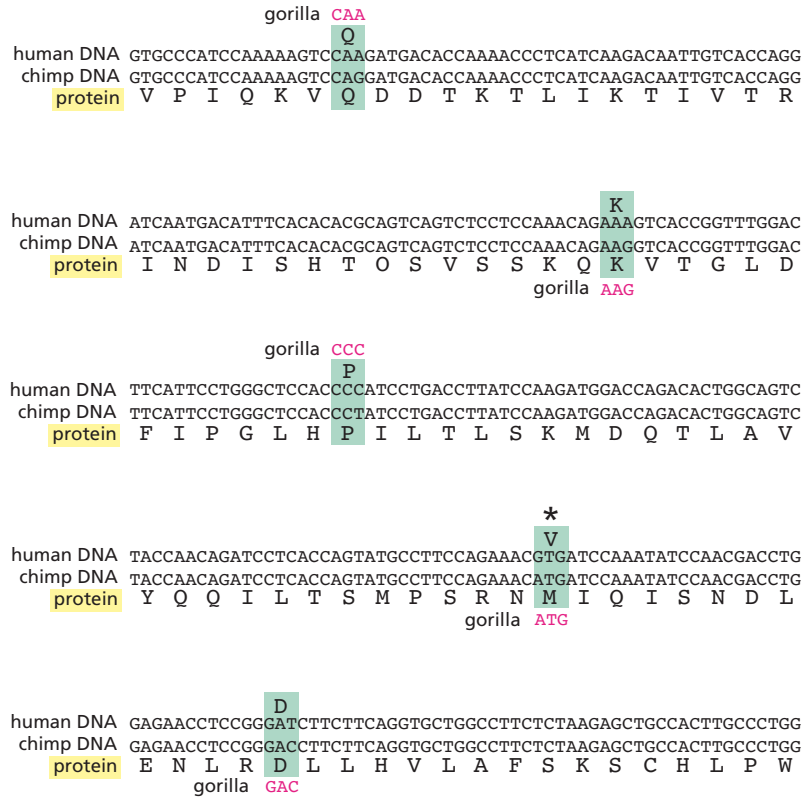 gorilla CAA
Q
human DNA GTGCCCATCCAAAAAGTCCAAGATGACACCAAAACCCTCATCAAGACAATTGTCACCAGG
chimp DNA GTGCCCATCCAAAAAGTCCAGGATGACACCAAAACCCTCATCAAGACAATTGTCACCAGG
protein V P I Q K V Q D D T K T L I K T I V T R
K
human DNA ATCAATGACATTTCACACACGCAGTCAGTCTCCTCCAAACAGAAAGTCACCGGTTTGGAC
chimp DNA ATCAATGACATTTCACACACGCAGTCAGTCTCCTCCAAACAGAAGGTCACCGGTTTGGAC
protein I N D I S H T O S V S S K Q K V T G L D
gorilla AAG
gorilla CCC
P
human DNA TTCATTCCTGGGCTCCACCCCATCCTGACCTTATCCAAGATGGACCAGACACTGGCAGTC
chimp DNA TTCATTCCTGGGCTCCACCCTATCCTGACCTTATCCAAGATGGACCAGACACTGGCAGTC
protein F I P G L H P I L T L S K M D Q T L A V
*
V
human DNA TACCAACAGATCCTCACCAGTATGCCTTCCAGAAACGTGATCCAAATATCCAACGACCTG
chimp DNA TACCAACAGATCCTCACCAGTATGCCTTCCAGAAACATGATCCAAATATCCAACGACCTG
protein Y Q Q I L T S M P S R N M I Q I S N D L
gorilla ATG
D
human DNA GAGAACCTCCGGGATCTTCTTCAGGTGCTGGCCTTCTCTAAGAGCTGCCACTTGCCCTGG
chimp DNA GAGAACCTCCGGGACCTTCTTCAGGTGCTGGCCTTCTCTAAGAGCTGCCACTTGCCCTGG
protein E N L R D L L H V L A F S K S C H L P W
gorilla GAC